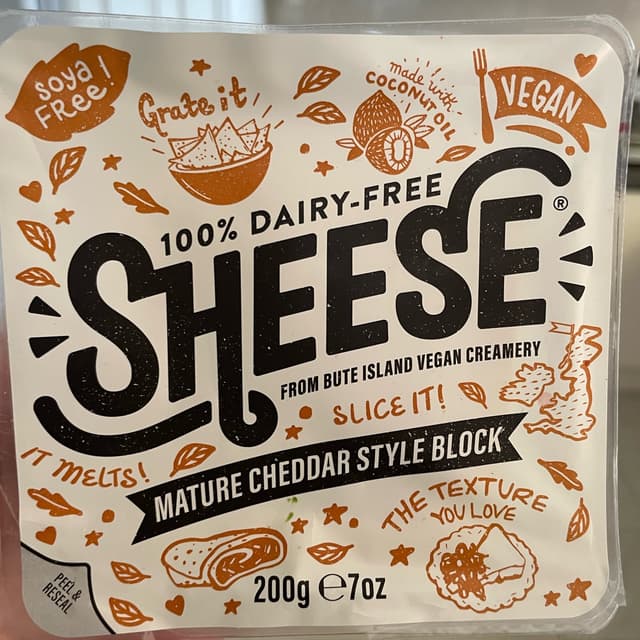 soya
FREE!
Grate it
made with
COCONUT OIL
VEGAN
100% DAIRY-FREE
SHEESE®
FROM BUTE ISLAND VEGAN CREAMERY
SLICE IT!
IT MELTS!
MATURE CHEDDAR STYLE BLOCK
THE TEXTURE
YOU LOVE
PEEL &
RESEAL
200g ℮7oz